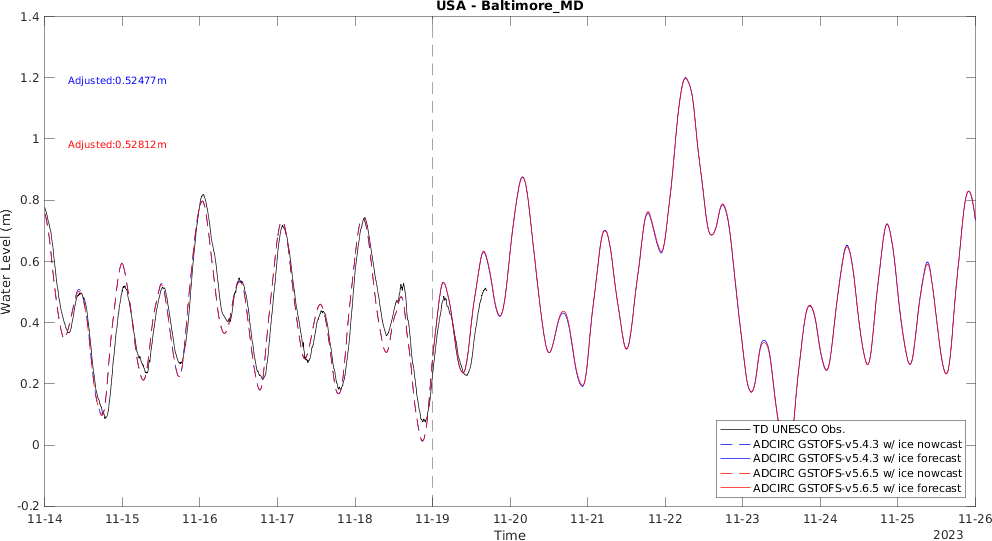 USA - Baltimore_MD
1.4
1.2
1
0.8
0.6
0.4
0.2
0
-0.2
Water Level (m)
Adjusted:0.52477m
Adjusted:0.52812m
TD UNESCO Obs.
ADCIRC GSTOFS-v5.4.3 w/ ice nowcast
ADCIRC GSTOFS-v5.4.3 w/ ice forecast
ADCIRC GSTOFS-v5.6.5 w/ ice nowcast
ADCIRC GSTOFS-v5.6.5 w/ ice forecast
11-14 11-15 11-16 11-17 11-18 11-19 11-20 11-21 11-22 11-23 11-24 11-25 11-26
Time
2023